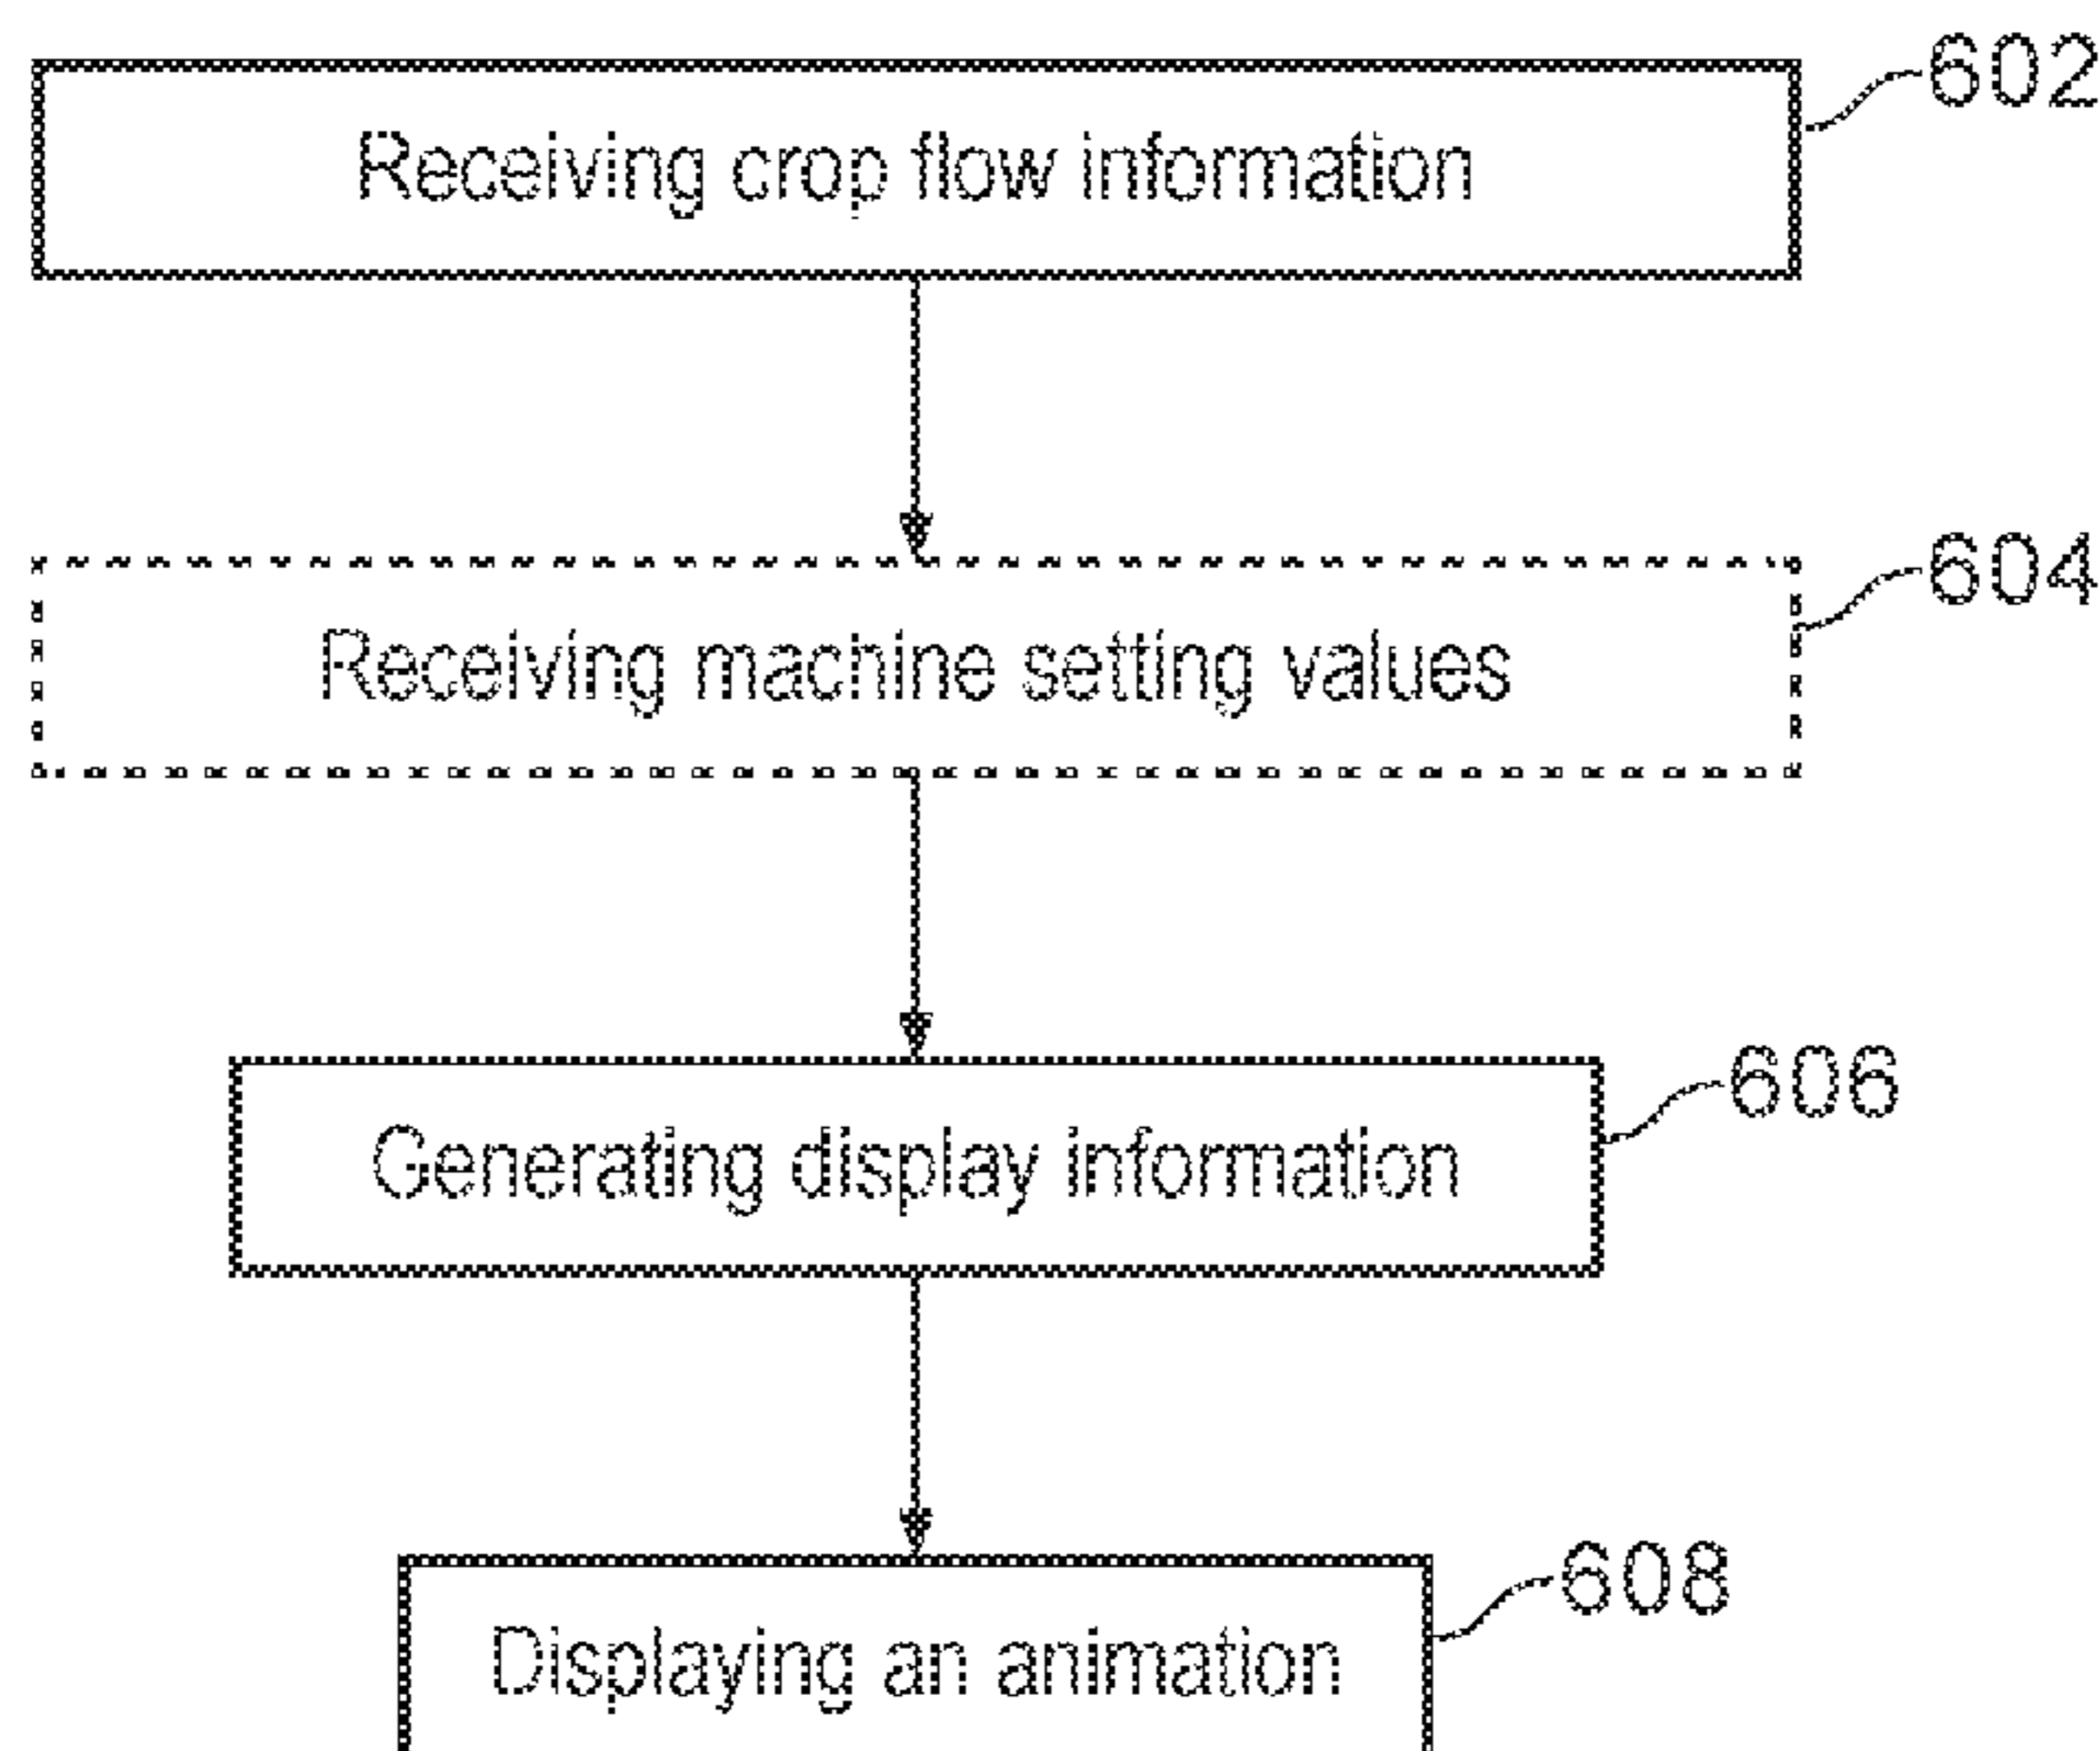 602
Receiving crop flow information
604
Receiving machine setting values
606
Generating display information
608
Displaying an animation